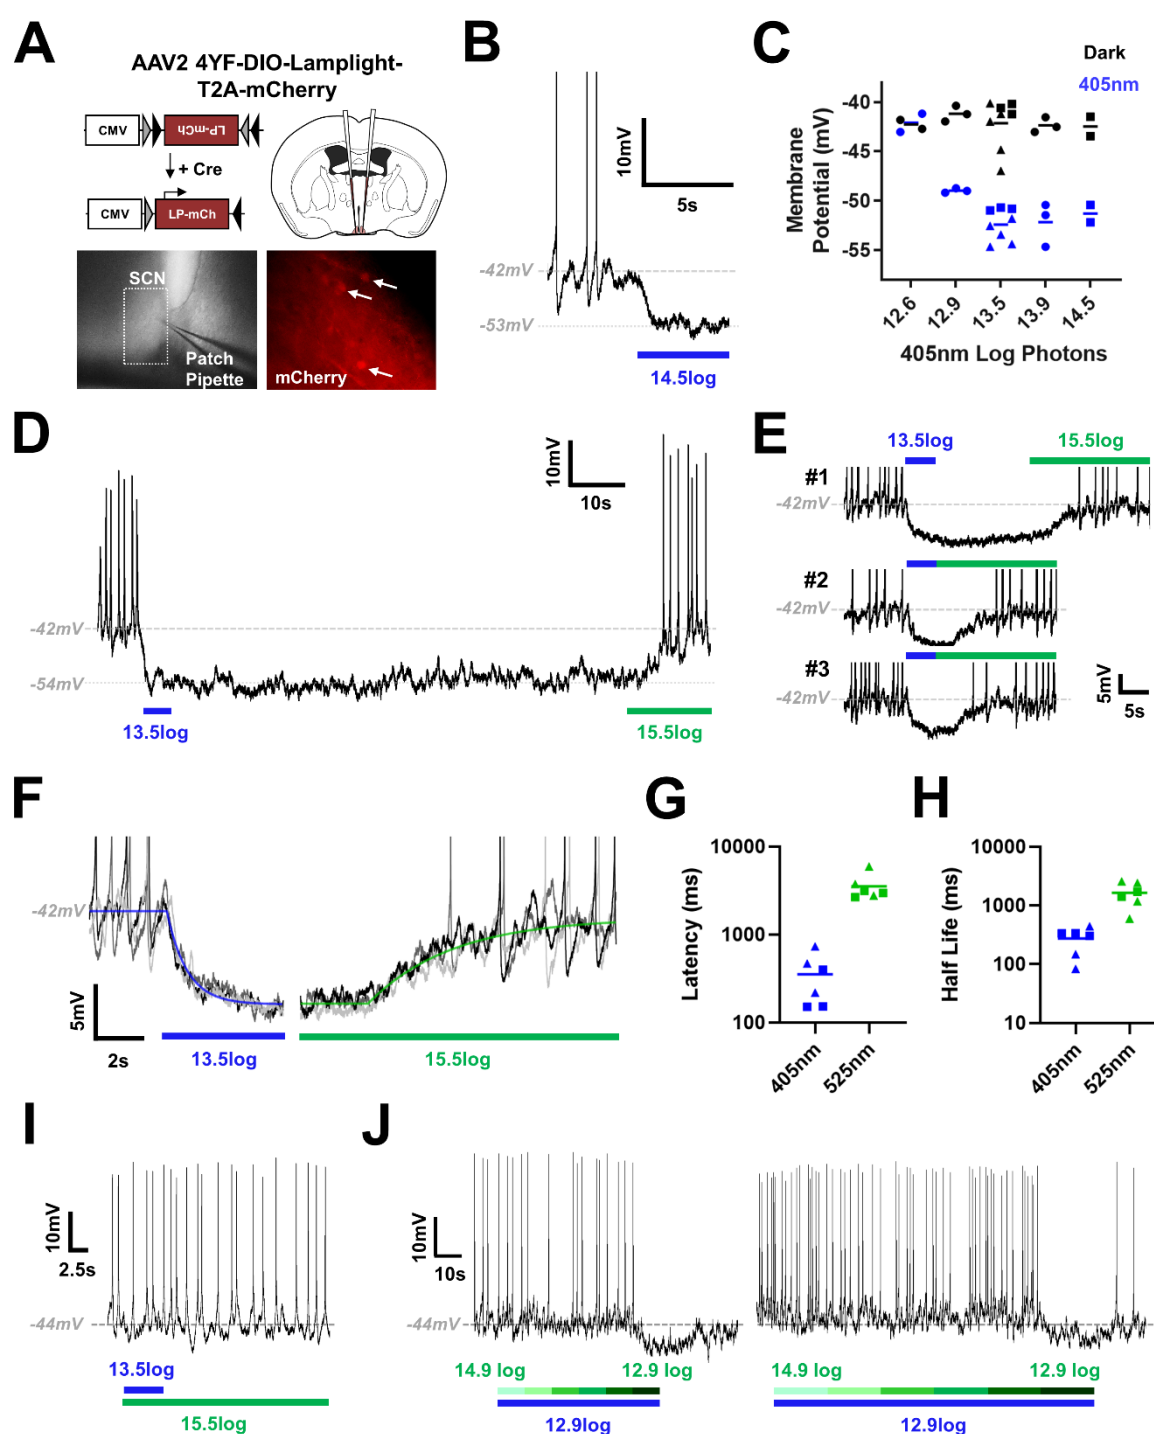 A
AAV2 4YF-DIO-Lamplight-
T2A-mCherry
CMV
LP-mCh
+ Cre
CMV
LP-mCh
SCN
Patch
Pipette
mCherry
B
10mV
5s
-42mV
-53mV
14.5log
C
Dark
405nm
Membrane
Potential (mV)
-40
-45
-50
-55
12.6
12.9
13.5
13.9
14.5
405nm Log Photons
D
10mV
10s
-42mV
-54mV
13.5log
15.5log
E
13.5log
15.5log
#1
-42mV
#2
-42mV
#3
-42mV
5mV
5s
F
-42mV
5mV
2s
13.5log
15.5log
G
Latency (ms)
10000
1000
100
405nm
525nm
H
Half Life (ms)
10000
1000
100
10
405nm
525nm
I
10mV
2.5s
-44mV
13.5log
15.5log
J
10mV
10s
-44mV
14.9 log
12.9 log
12.9log
14.9 log
12.9 log
12.9log